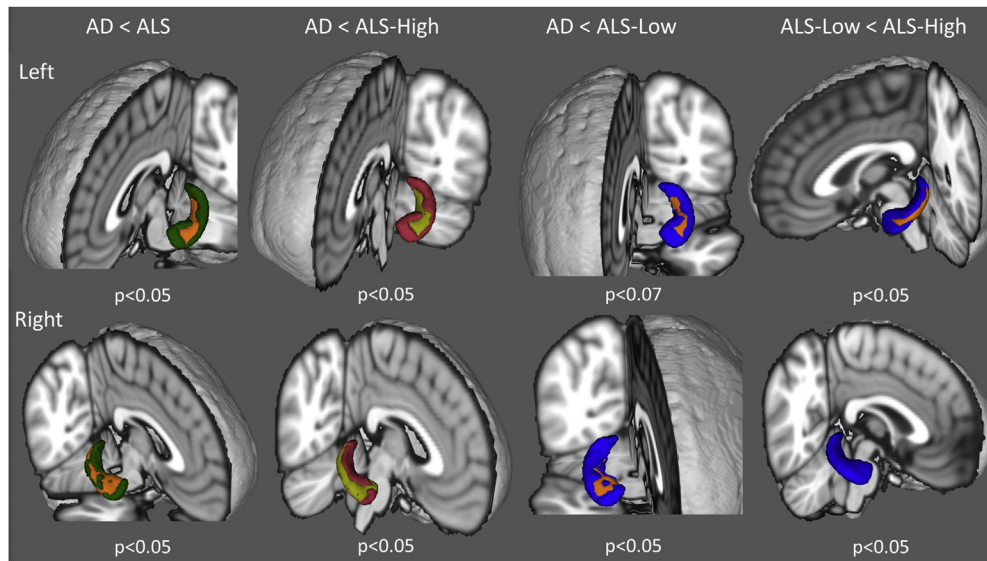 AD < ALS AD < ALS-High AD < ALS-Low ALS-Low < ALS-High
Left
p<0.05 p<0.05 p<0.07 p<0.05
Right
p<0.05 p<0.05 p<0.05 p<0.05